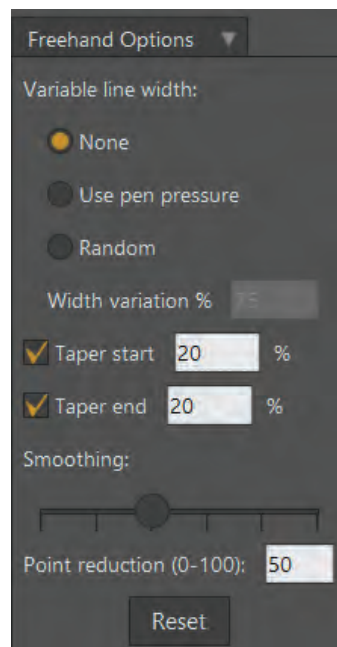 Freehand Options
Variable line width:
None
Use pen pressure
Random
Width variation % 75
Taper start 20 %
Taper end 20 %
Smoothing:
Point reduction (0-100): 50
Reset